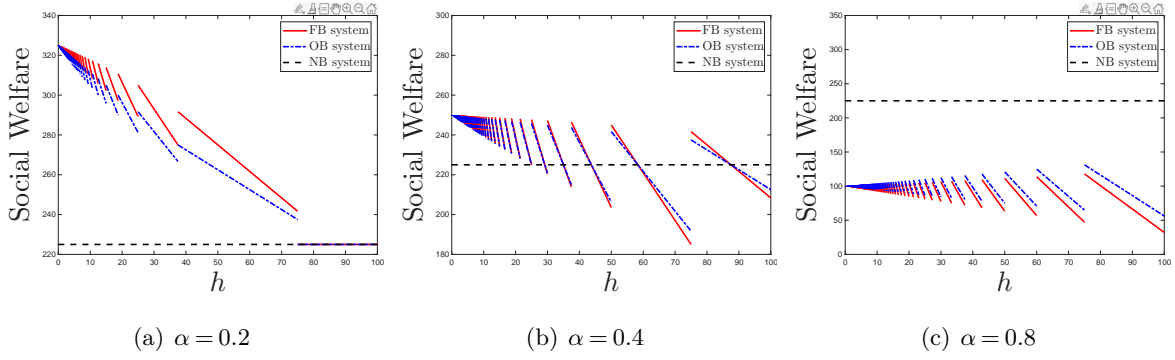 Social Welfare
340
320
300
280
260
240
220
0 10 20 30 40 50 60 70 80 90 100
h
FB system
OB system
NB system
(a) α = 0.2
Social Welfare
300
280
260
240
220
200
180
0 10 20 30 40 50 60 70 80 90 100
h
FB system
OB system
NB system
(b) α = 0.4
Social Welfare
350
300
250
200
150
100
50
0
0 10 20 30 40 50 60 70 80 90 100
h
FB system
OB system
NB system
(c) α = 0.8